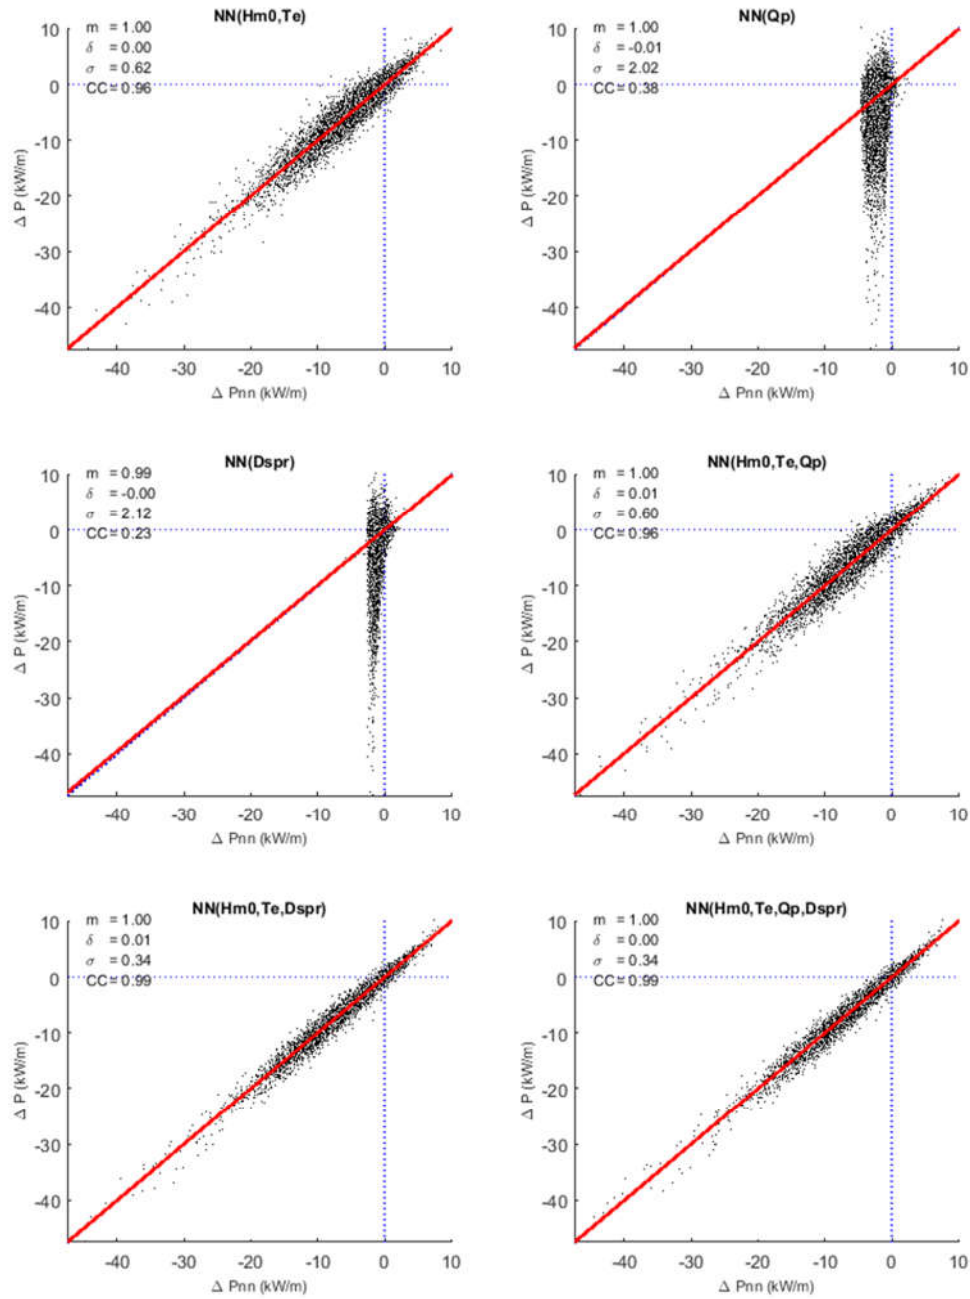 NN(Hm0,Te)
m = 1.00
δ = 0.00
σ = 0.62
CC = 0.96
10
0
-10
-20
-30
-40
Δ P (kW/m)
-40 -30 -20 -10 0 10
Δ Pnn (kW/m)
NN(Qp)
m = 1.00
δ = -0.01
σ = 2.02
CC = 0.38
10
0
-10
-20
-30
-40
Δ P (kW/m)
-40 -30 -20 -10 0 10
Δ Pnn (kW/m)
NN(Dspr)
m = 0.99
δ = -0.00
σ = 2.12
CC = 0.23
10
0
-10
-20
-30
-40
Δ P (kW/m)
-40 -30 -20 -10 0 10
Δ Pnn (kW/m)
NN(Hm0,Te,Qp)
m = 1.00
δ = 0.01
σ = 0.60
CC = 0.96
10
0
-10
-20
-30
-40
Δ P (kW/m)
-40 -30 -20 -10 0 10
Δ Pnn (kW/m)
NN(Hm0,Te,Dspr)
m = 1.00
δ = 0.01
σ = 0.34
CC = 0.99
10
0
-10
-20
-30
-40
Δ P (kW/m)
-40 -30 -20 -10 0 10
Δ Pnn (kW/m)
NN(Hm0,Te,Qp,Dspr)
m = 1.00
δ = 0.00
σ = 0.34
CC = 0.99
10
0
-10
-20
-30
-40
Δ P (kW/m)
-40 -30 -20 -10 0 10
Δ Pnn (kW/m)